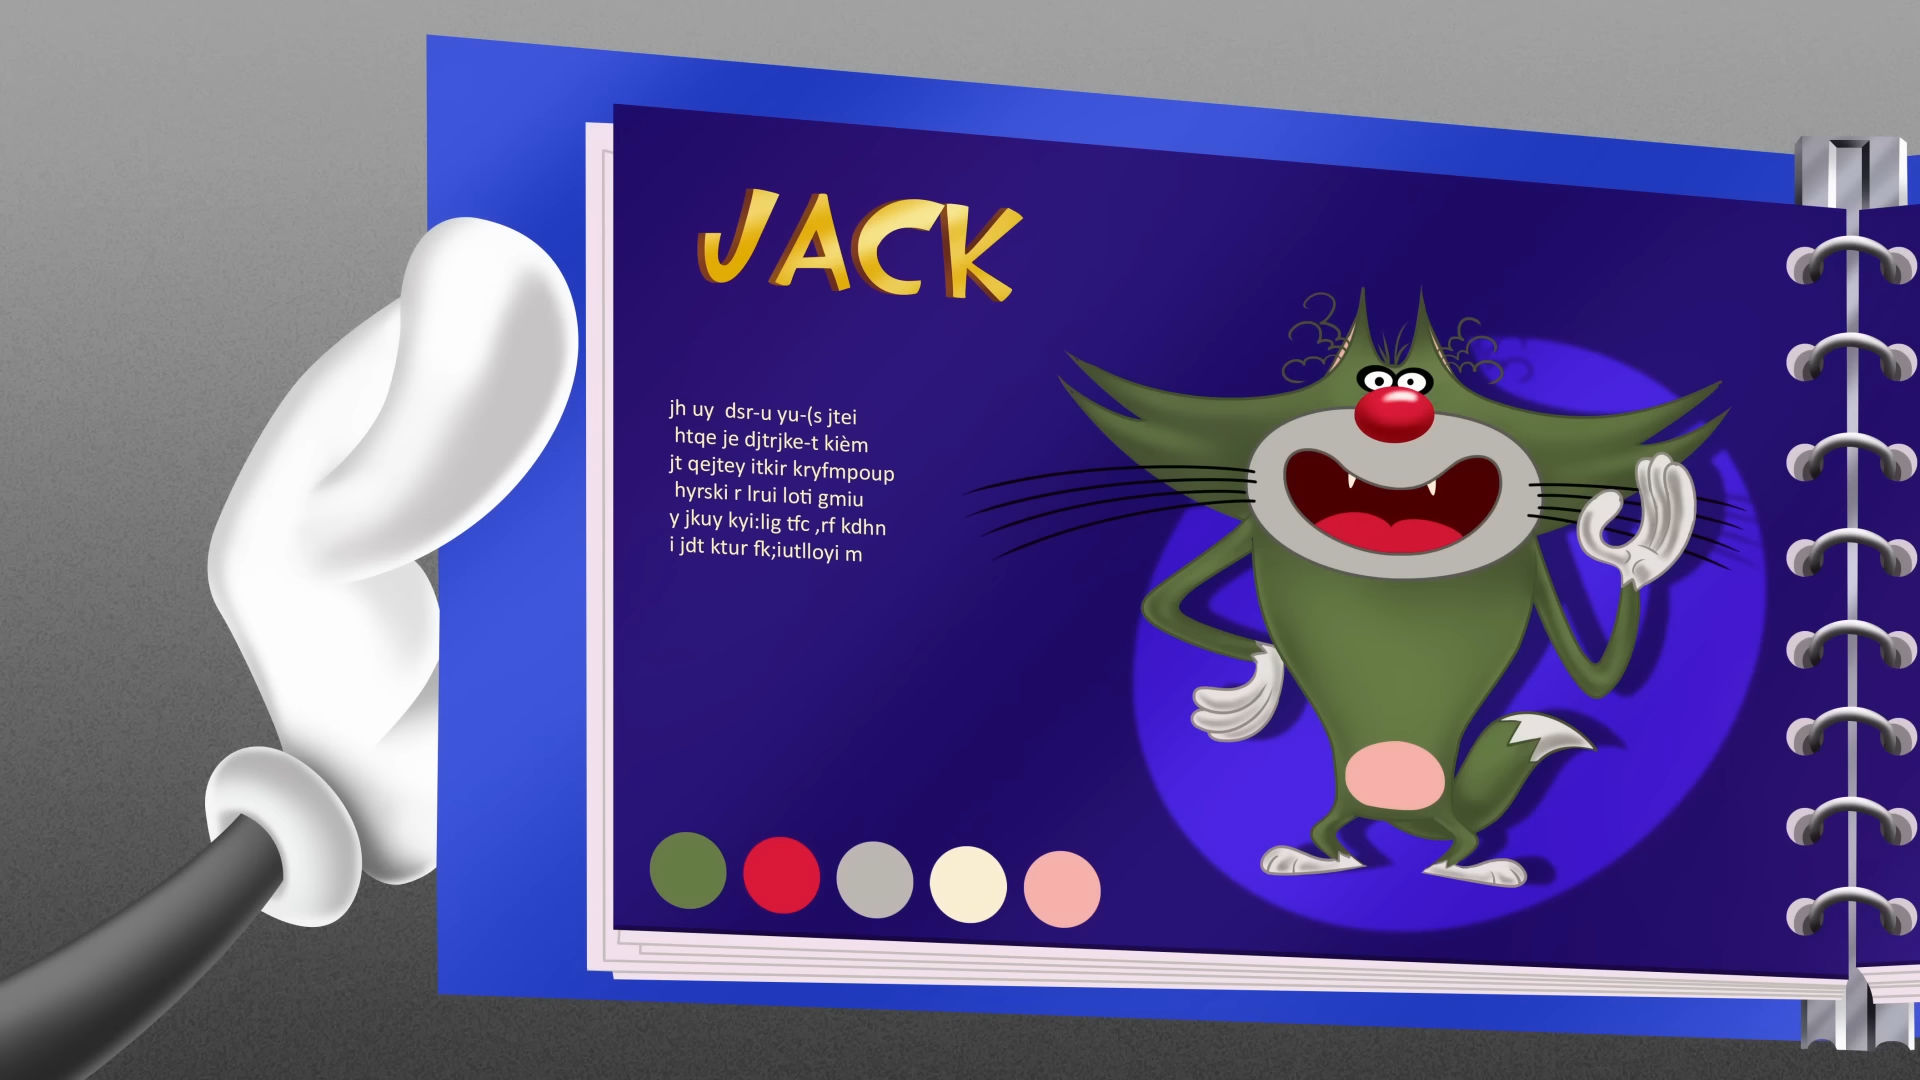 JACK
jh uy dsr-u yu-(s jtei
htqe je djtrjke-t kièm
jt qejtey itkir kryfmpoup
hyrski r lrui loti gmiu
y jkuy kyi:lig tfc ,rf kdhn
i jdt ktur fk;iutlloyi m